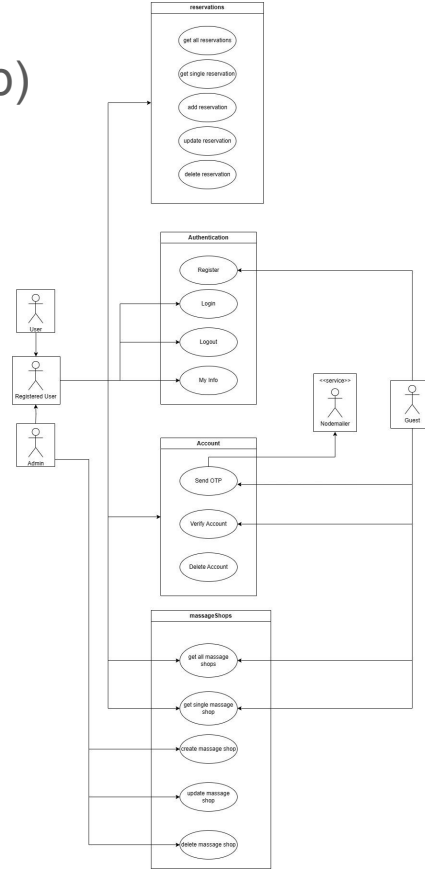 o)
reservations
get all reservations
get single reservation
add reservation
update reservation
delete reservation
Authentication
Register
Login
Logout
My Info
User
Registered User
Admin
<<service>>
Nodemailer
Guest
Account
Send OTP
Verify Account
Delete Account
massageShops
get all massage
shops
get single massage
shop
create massage shop
update massage
shop
delete massage shop